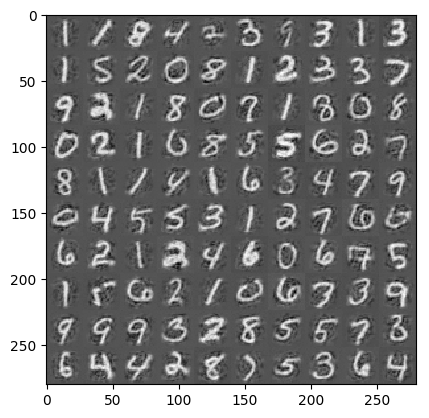 0
1 1 8 4 2 3 9 3 1 3
50
1 5 2 0 8 1 2 3 3 7
9 2 1 8 0 7 1 8 0 8
100
0 2 1 0 8 5 5 6 2 7
8 1 1 4 1 6 3 4 7 9
150
0 4 5 5 3 1 2 7 6 0
6 2 1 2 4 6 0 6 7 5
200
1 5 6 2 1 0 6 7 3 9
9 9 9 3 2 8 5 5 7 3
250
6 4 4 2 8 7 5 3 6 4
0 50 100 150 200 250